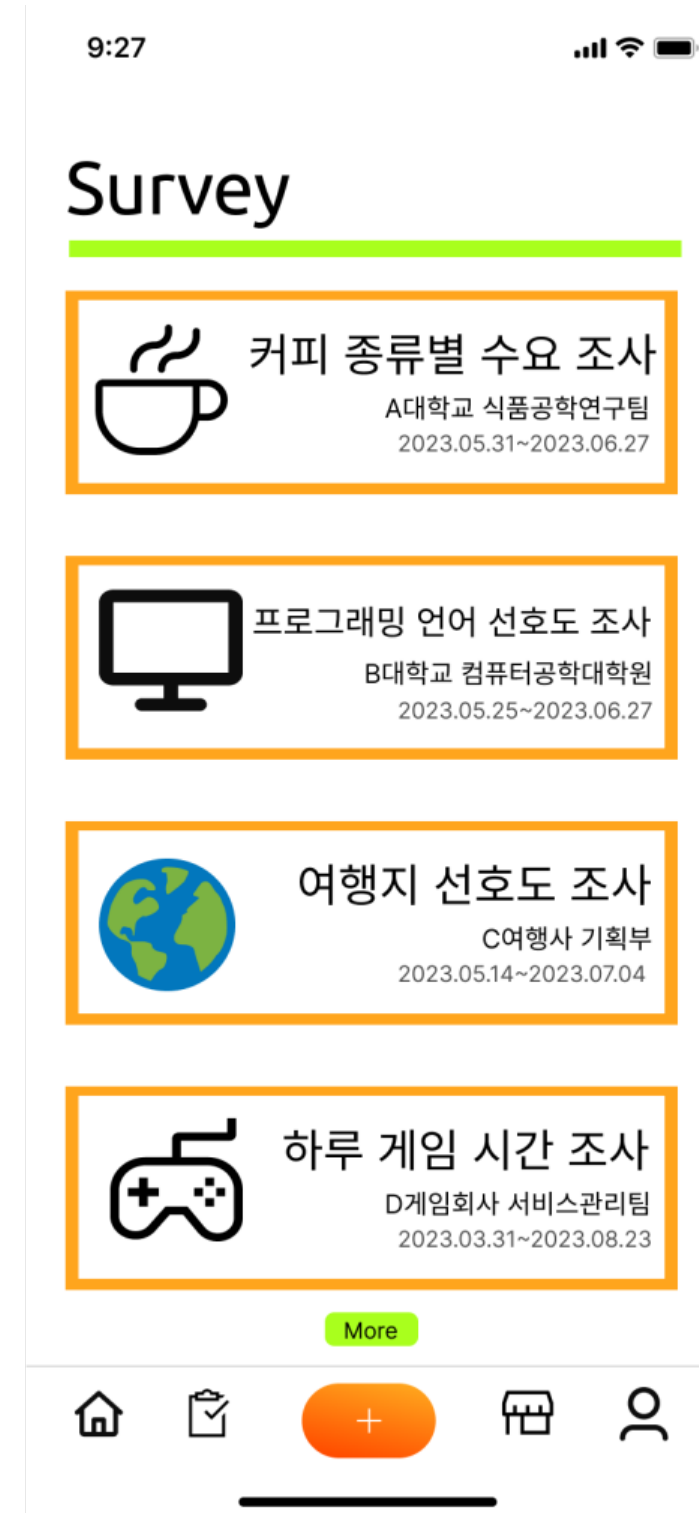 9:27
Survey
커피 종류별 수요 조사
A대학교 식품공학연구팀
2023.05.31~2023.06.27
프로그래밍 언어 선호도 조사
B대학교 컴퓨터공학대학원
2023.05.25~2023.06.27
여행지 선호도 조사
C여행사 기획부
2023.05.14~2023.07.04
하루 게임 시간 조사
D게임회사 서비스관리팀
2023.03.31~2023.08.23
More
+